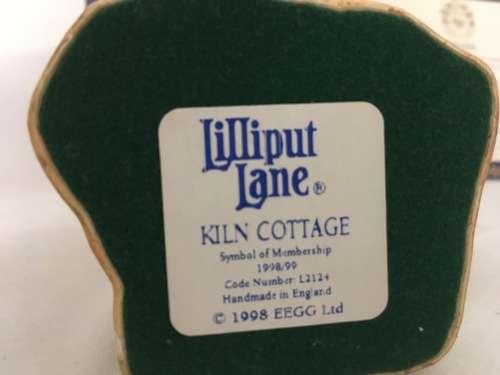 Lilliput
Lane®
KILN COTTAGE
Symbol of Membership
1998/99
Code Number: L2124
Handmade in England
© 1998 EEGG Ltd